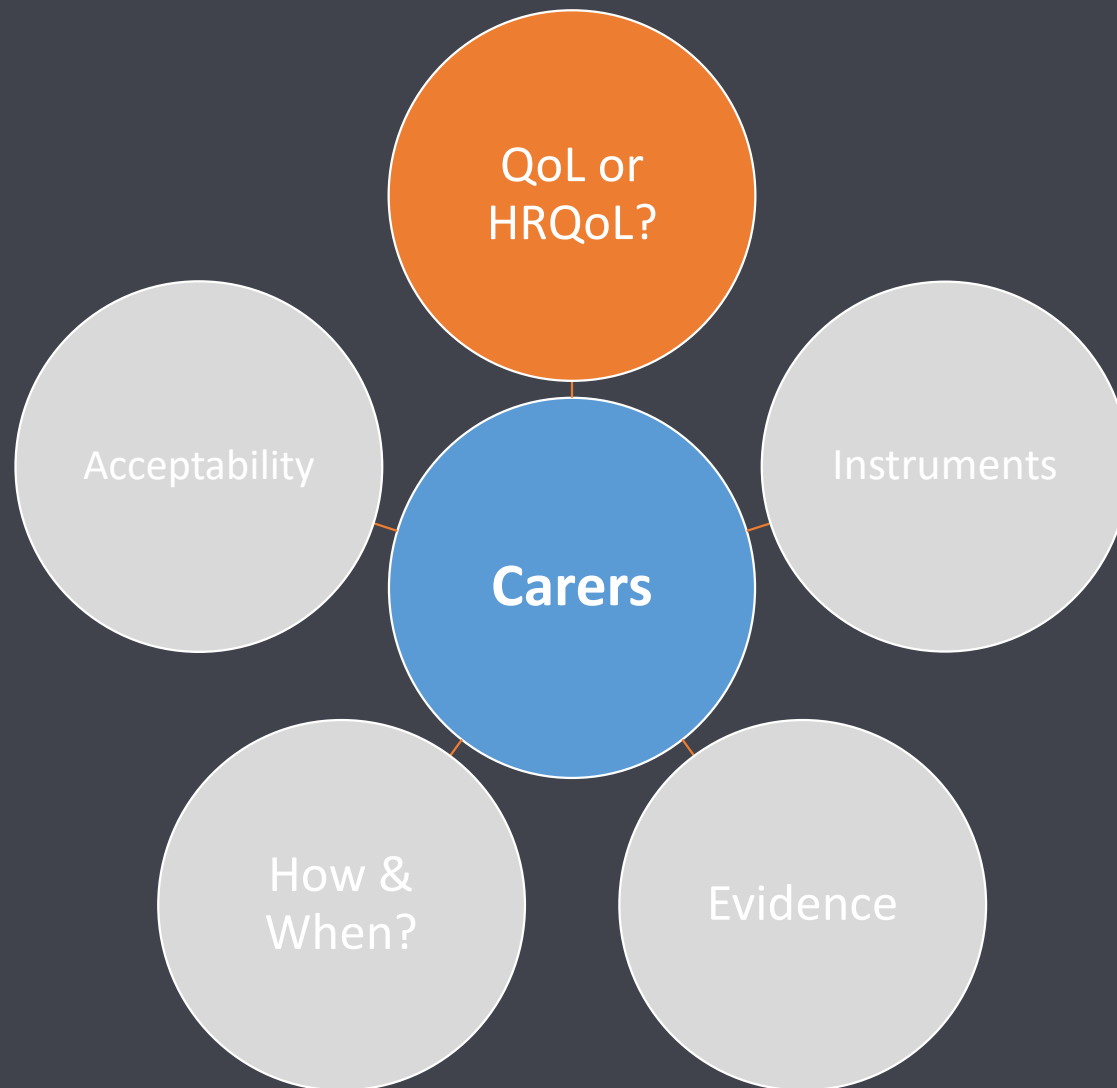 QoL or
HRQoL?
Acceptability
Instruments
Carers
How &
When?
Evidence